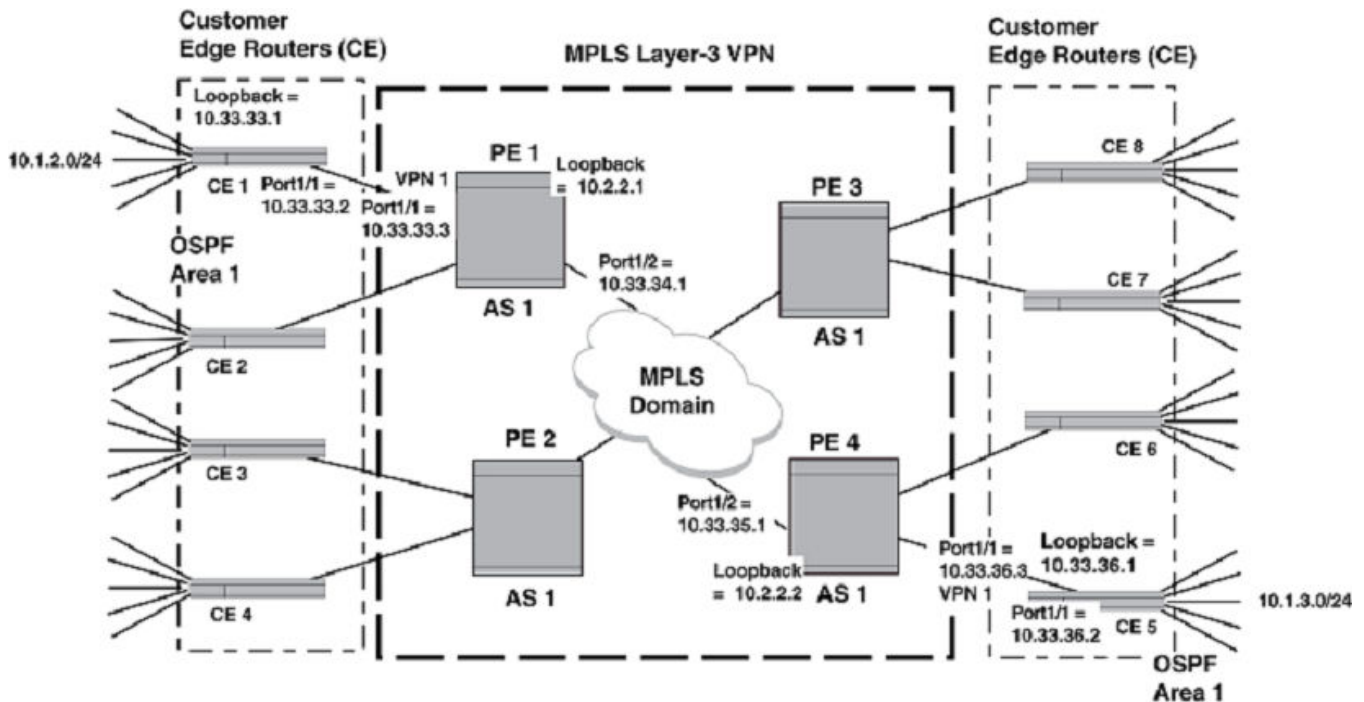 Customer
Edge Routers (CE)
MPLS Layer-3 VPN
Customer
Edge Routers (CE)
Loopback =
10.33.33.1
10.1.2.0/24
CE 1
Port1/1 =
10.33.33.2
VPN 1
Port1/1 =
10.33.33.3
PE 1
Loopback
= 10.2.2.1
AS 1
Port1/2 =
10.33.34.1
OSPF
Area 1
CE 2
CE 3
CE 4
PE 2
AS 1
MPLS
Domain
PE 3
AS 1
CE 8
CE 7
CE 6
PE 4
AS 1
Port1/2 =
10.33.35.1
Loopback
= 10.2.2.2
Port1/1 =
10.33.36.3
VPN 1
Loopback =
10.33.36.1
Port1/1 =
10.33.36.2
CE 5
10.1.3.0/24
OSPF
Area 1